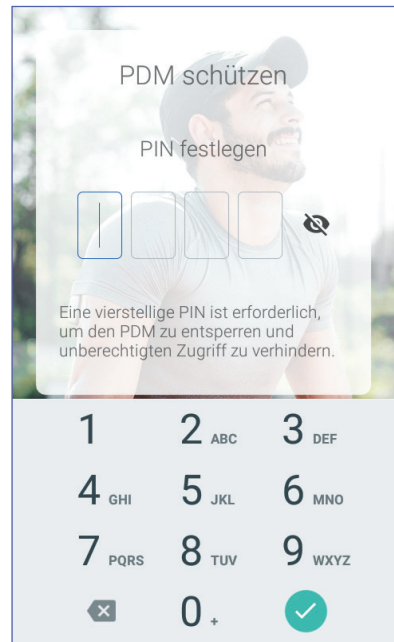 PDM schützen
PIN festlegen
Eine vierstellige PIN ist erforderlich,
um den PDM zu entsperren und
unberechtigten Zugriff zu verhindern.
1 2 ABC 3 DEF
4 GHI 5 JKL 6 MNO
7 PQRS 8 TUV 9 WXYZ
0 +